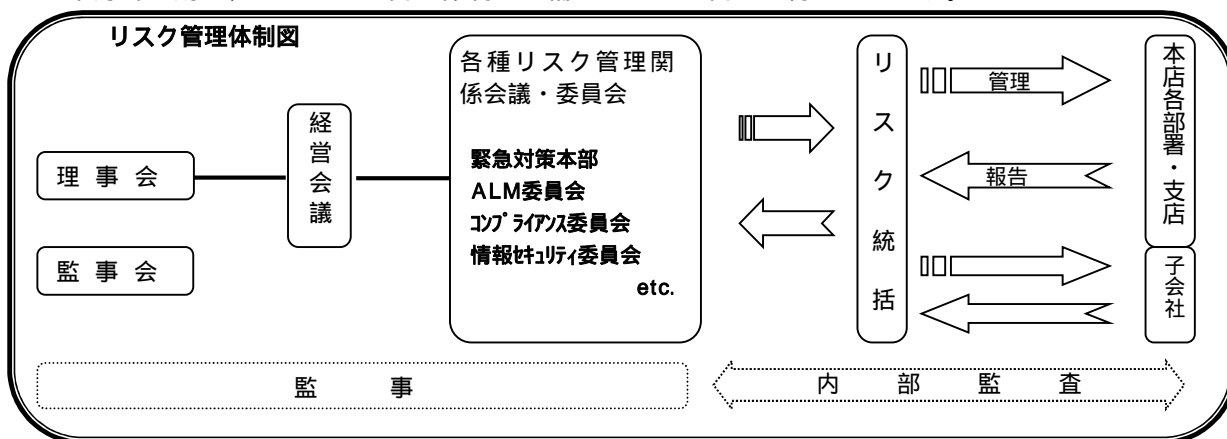 リスク管理体制図
理事会
監事会
経営会議
各種リスク管理関
係会議・委員会
緊急対策本部
ALM委員会
ｺﾝﾌﾟﾗｲｱﾝｽ委員会
情報ｾｷｭﾘﾃｨ委員会
etc.
リスク統括
管理
報告
本店各部署・支店
子会社
監事
内部監査